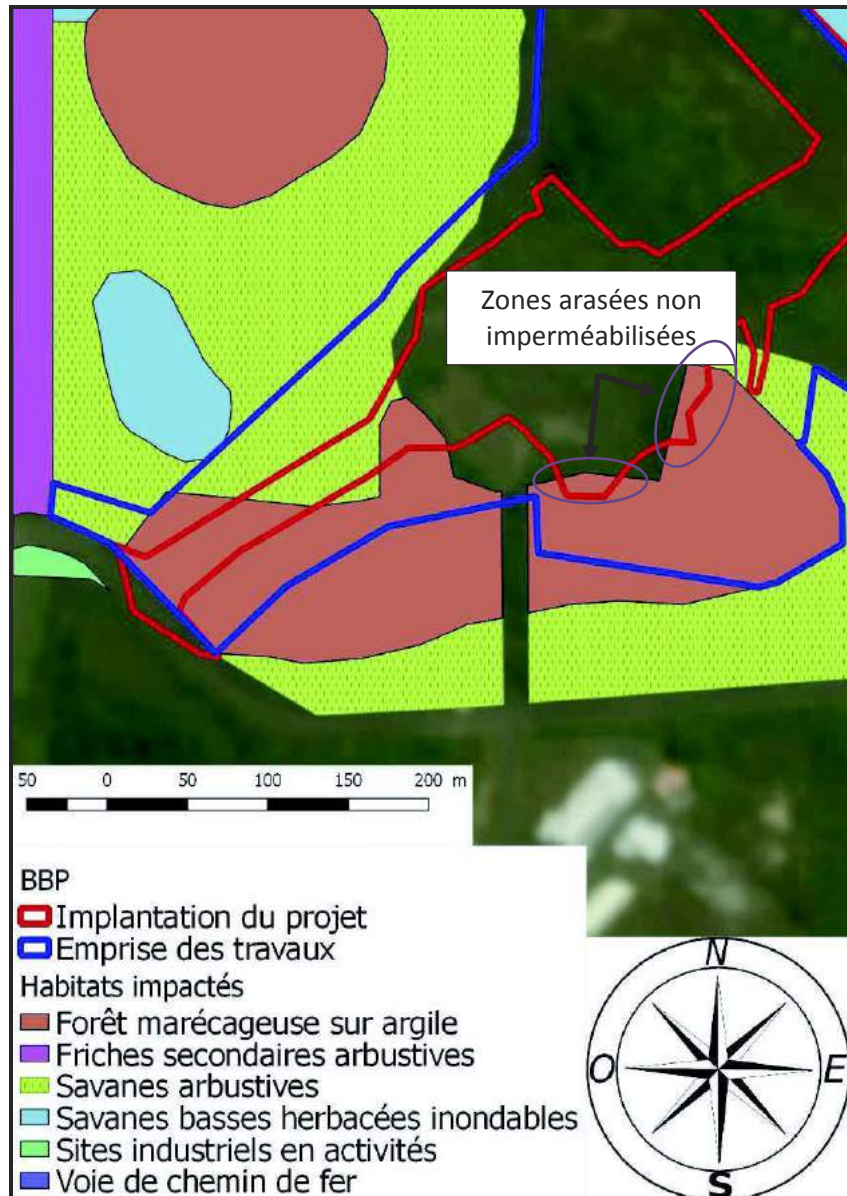 Zones arasées non
imperméabilisées
50 0 50 100 150 200 m
BBP
Implantation du projet
Emprise des travaux
Habitats impactés
Forêt marécageuse sur argile
Friches secondaires arbustives
Savanes arbustives
Savanes basses herbacées inondables
Sites industriels en activités
Voie de chemin de fer
N
O
E
S